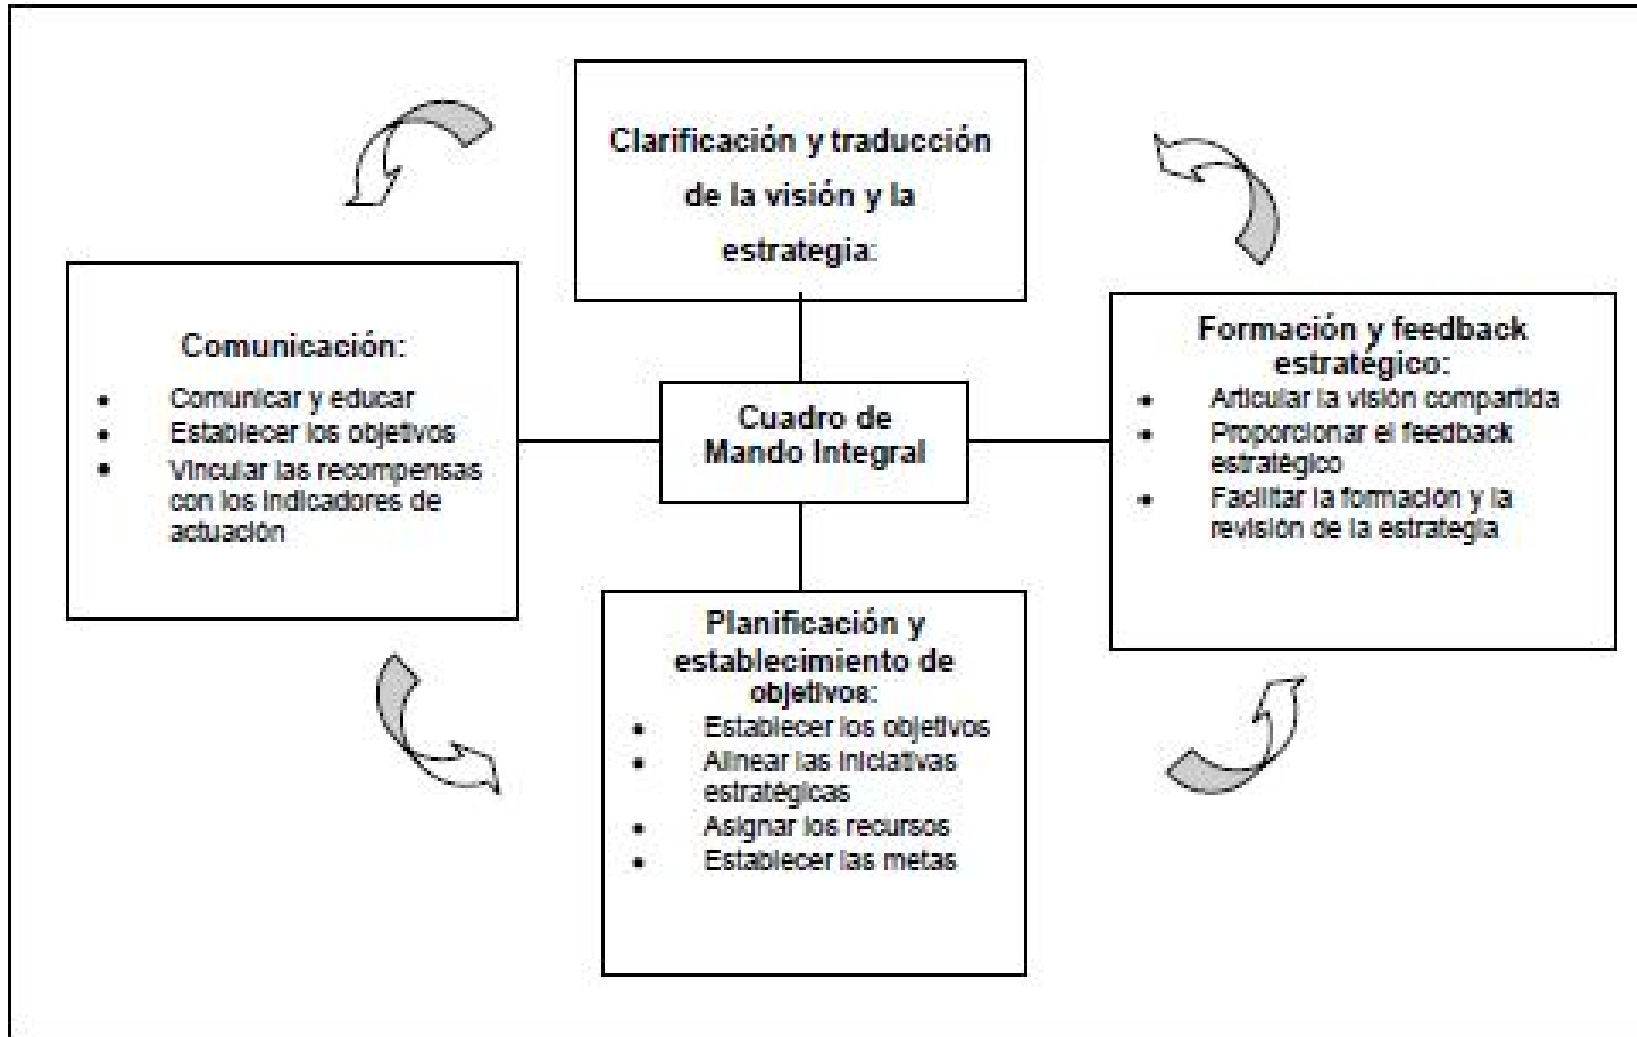 Clarificación y traducción
de la visión y la
estrategia:
Comunicación:
• Comunicar y educar
• Establecer los objetivos
• Vincular las recompensas
con los indicadores de
actuación
Cuadro de
Mando Integral
Formación y feedback
estratégico:
• Articular la visión compartida
• Proporcionar el feedback
estratégico
• Facilitar la formación y la
revisión de la estrategia
Planificación y
establecimiento de
objetivos:
• Establecer los objetivos
• Alinear las iniciativas
estratégicas
• Asignar los recursos
• Establecer las metas